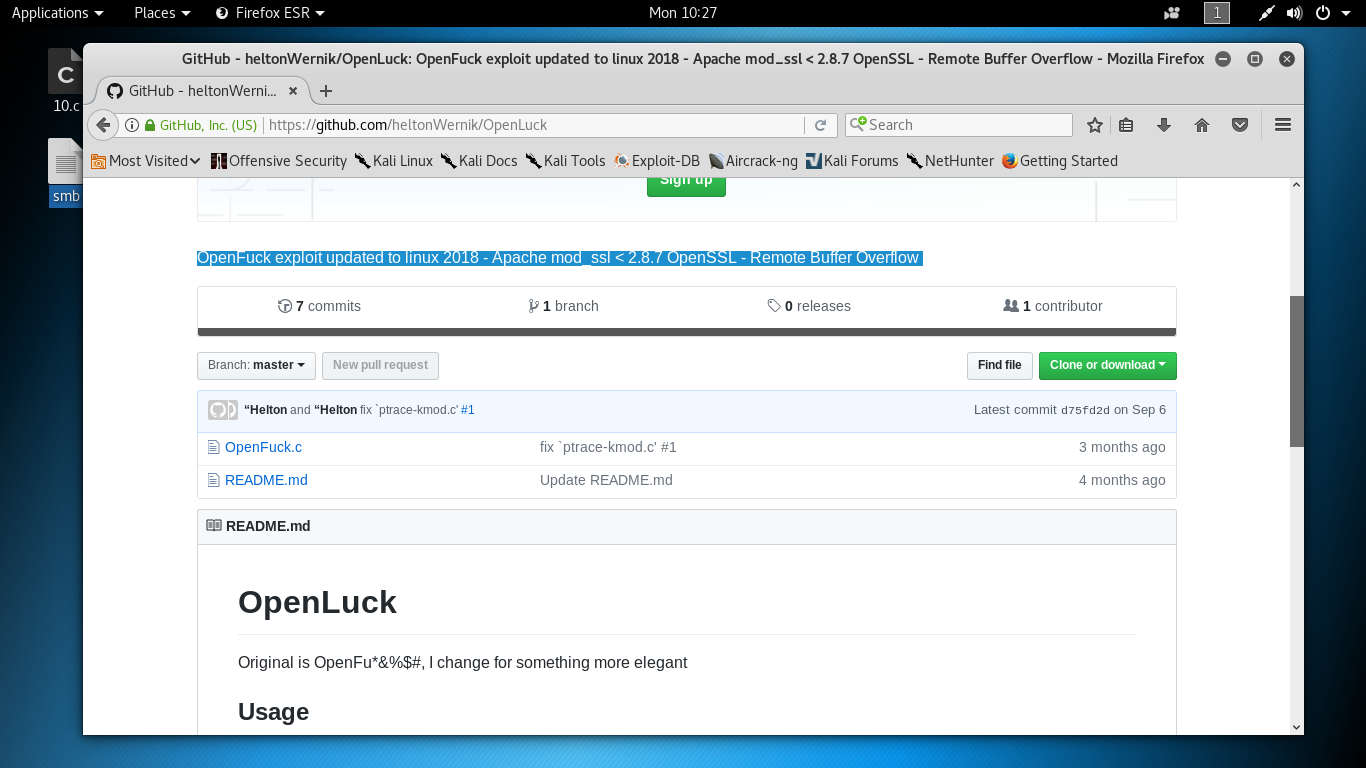 Applications Places Firefox ESR Mon 10:27 1
GitHub - heltonWernik/OpenLuck: OpenFuck exploit updated to linux 2018 - Apache mod_ssl < 2.8.7 OpenSSL - Remote Buffer Overflow - Mozilla Firefox
C
10.c
smb
GitHub - heltonWerni...
GitHub, Inc. (US) https://github.com/heltonWernik/OpenLuck Search
Most Visited Offensive Security Kali Linux Kali Docs Kali Tools Exploit-DB Aircrack-ng Kali Forums NetHunter Getting Started
Sign up
OpenFuck exploit updated to linux 2018 - Apache mod_ssl < 2.8.7 OpenSSL - Remote Buffer Overflow
7 commits 1 branch 0 releases 1 contributor
Branch: master New pull request Find file Clone or download
“Helton and “Helton fix `ptrace-kmod.c' #1 Latest commit d75fd2d on Sep 6
OpenFuck.c fix `ptrace-kmod.c' #1 3 months ago
README.md Update README.md 4 months ago
README.md
OpenLuck
Original is OpenFu*&%$#, I change for something more elegant
Usage